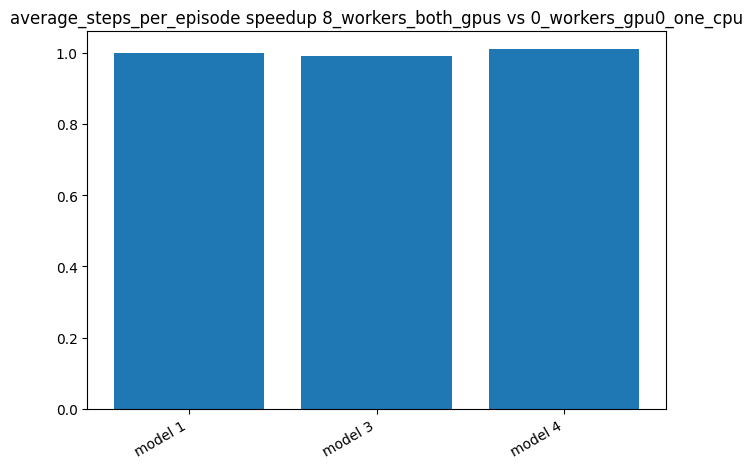 average_steps_per_episode speedup 8_workers_both_gpus vs 0_workers_gpu0_one_cpu
1.0
0.8
0.6
0.4
0.2
0.0
model 1
model 3
model 4